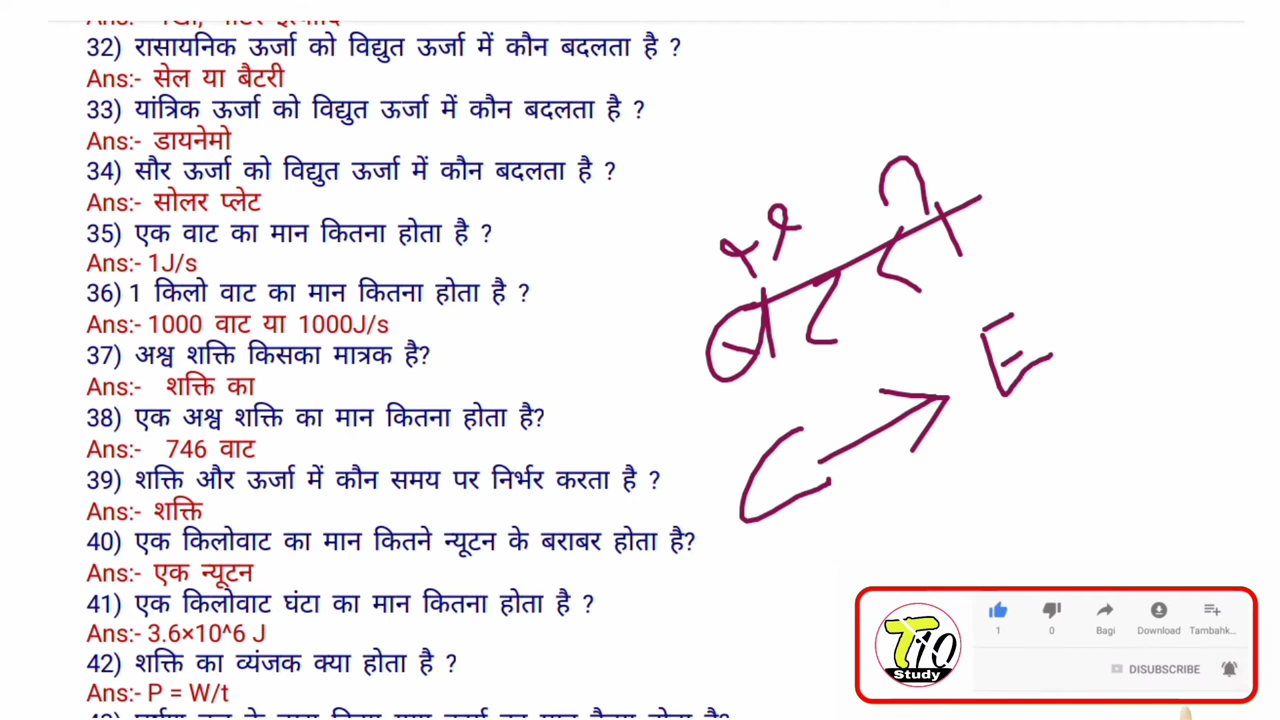 32) रासायनिक ऊर्जा को विद्युत ऊर्जा में कौन बदलता है ?
Ans:- सेल या बैटरी
33) यांत्रिक ऊर्जा को विद्युत ऊर्जा में कौन बदलता है ?
Ans:- डायनेमो
34) सौर ऊर्जा को विद्युत ऊर्जा में कौन बदलता है ?
Ans:- सोलर प्लेट
35) एक वाट का मान कितना होता है ?
Ans:- 1J/s
36) 1 किलो वाट का मान कितना होता है ?
Ans:- 1000 वाट या 1000J/s
37) अश्व शक्ति किसका मात्रक है?
Ans:- शक्ति का
38) एक अश्व शक्ति का मान कितना होता है?
Ans:- 746 वाट
39) शक्ति और ऊर्जा में कौन समय पर निर्भर करता है ?
Ans:- शक्ति
40) एक किलोवाट का मान कितने न्यूटन के बराबर होता है?
Ans:- एक न्यूटन
41) एक किलोवाट घंटा का मान कितना होता है ?
Ans:- 3.6×10^6 J
42) शक्ति का व्यंजक क्या होता है ?
Ans:- P = W/t
C → E
T10 Study
1 0 Bagi Download Tambahk...
DISUBSCRIBE